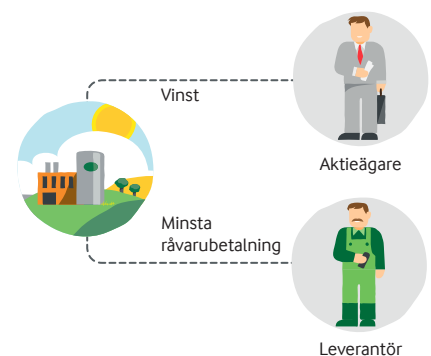 Vinst
Aktieägare
Minsta
råvarubetalning
Leverantör